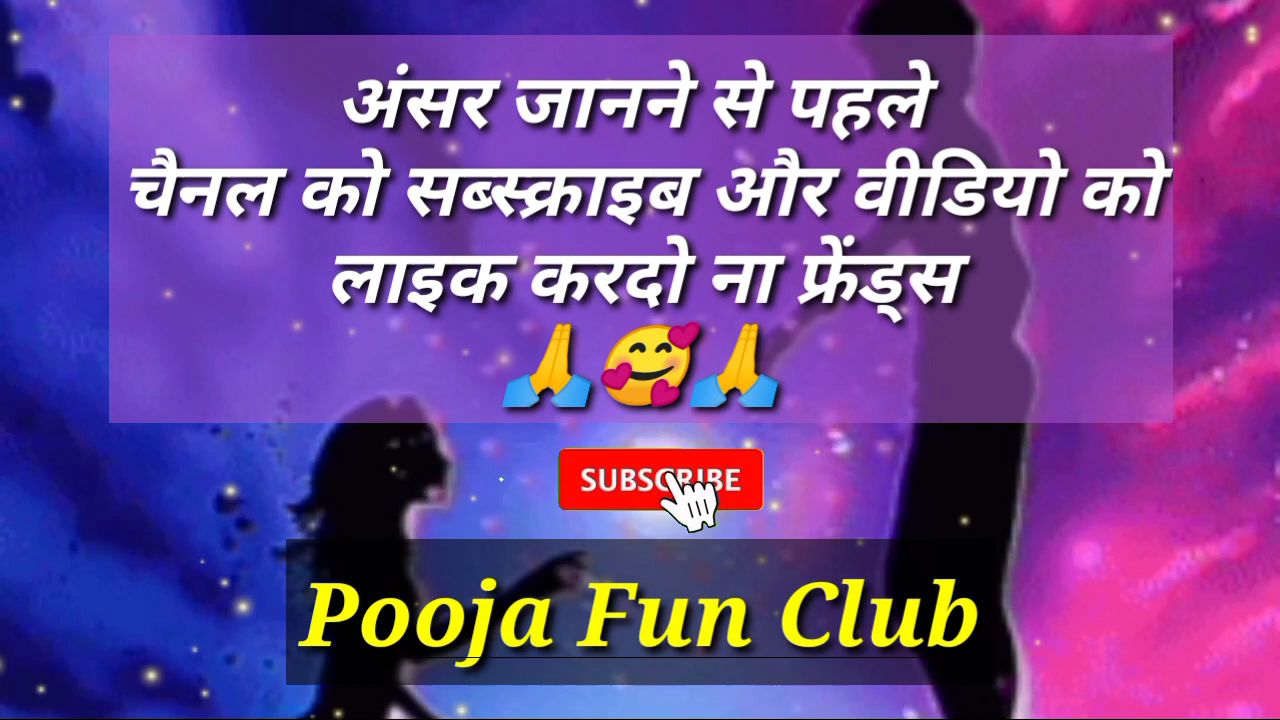 अंसर जानने से पहले
चैनल को सब्स्क्राइब और वीडियो को
लाइक करदो ना फ्रेंड्स
🙏🥰🙏
SUBSCRIBE
Pooja Fun Club